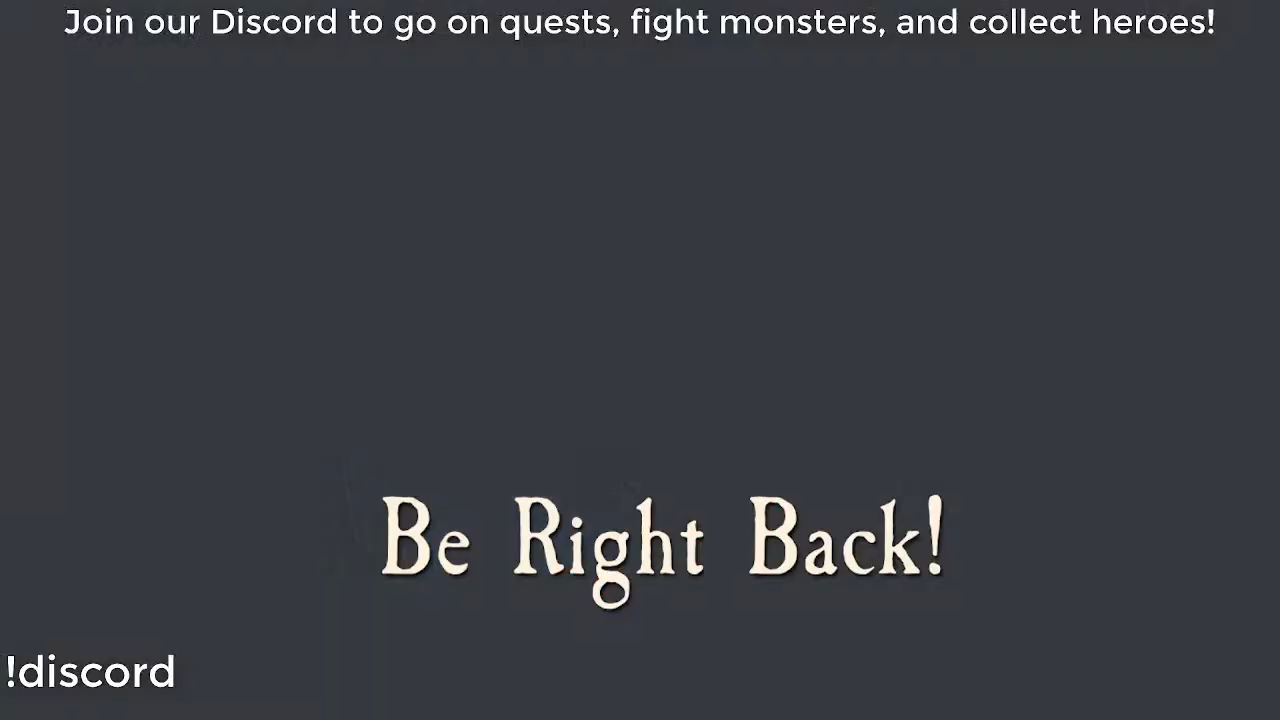 Join our Discord to go on quests, fight monsters, and collect heroes!
Be Right Back!
!discord